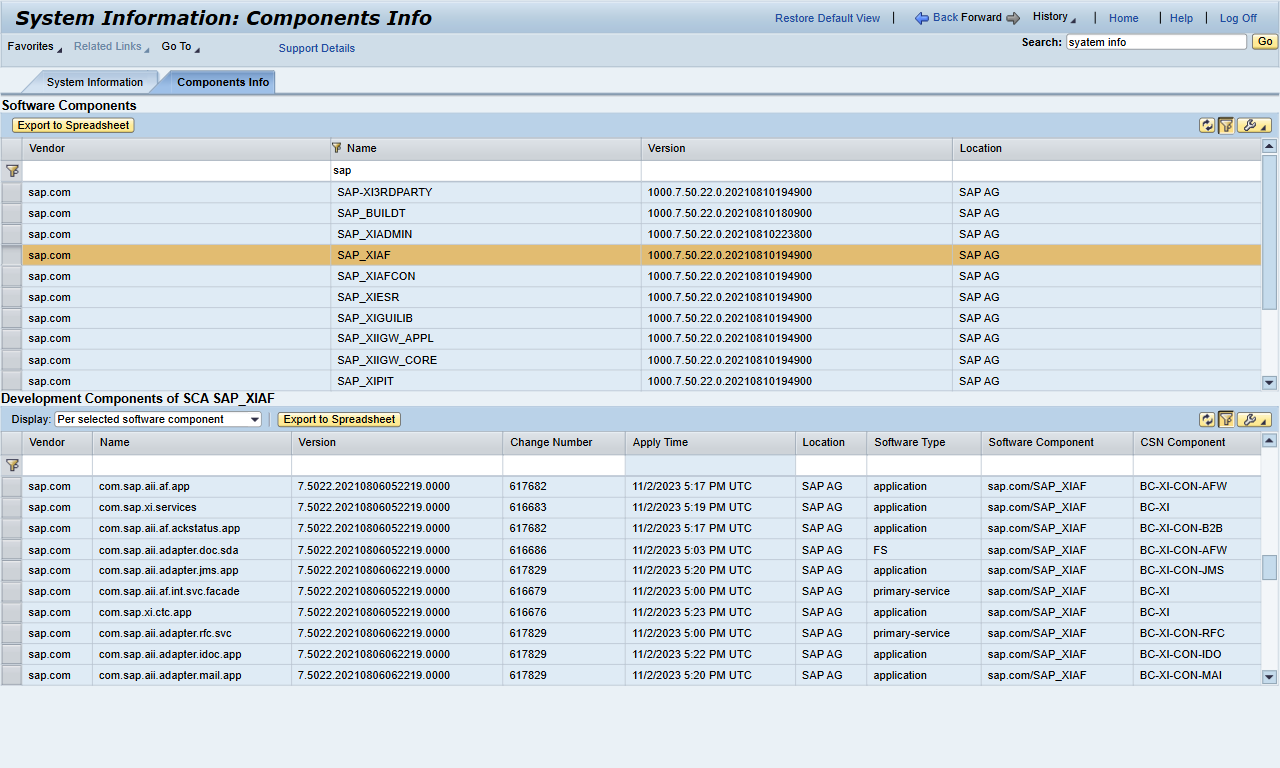 System Information: Components Info
Restore Default View | Back Forward History | Home | Help | Log Off
Favorites Related Links Go To Support Details
Search: syatem info Go
System Information Components Info
Software Components
Export to Spreadsheet
Vendor Name Version Location
sap
sap.com SAP-XI3RDPARTY 1000.7.50.22.0.20210810194900 SAP AG
sap.com SAP_BUILDT 1000.7.50.22.0.20210810180900 SAP AG
sap.com SAP_XIADMIN 1000.7.50.22.0.20210810223800 SAP AG
sap.com SAP_XIAF 1000.7.50.22.0.20210810194900 SAP AG
sap.com SAP_XIAFCON 1000.7.50.22.0.20210810194900 SAP AG
sap.com SAP_XIESR 1000.7.50.22.0.20210810194900 SAP AG
sap.com SAP_XIGUILIB 1000.7.50.22.0.20210810194900 SAP AG
sap.com SAP_XIIGW_APPL 1000.7.50.22.0.20210810194900 SAP AG
sap.com SAP_XIIGW_CORE 1000.7.50.22.0.20210810194900 SAP AG
sap.com SAP_XIPIT 1000.7.50.22.0.20210810194900 SAP AG
Development Components of SCA SAP_XIAF
Display: Per selected software component Export to Spreadsheet
Vendor Name Version Change Number Apply Time Location Software Type Software Component CSN Component
sap.com com.sap.aii.af.app 7.5022.20210806052219.0000 617682 11/2/2023 5:17 PM UTC SAP AG application sap.com/SAP_XIAF BC-XI-CON-AFW
sap.com com.sap.xi.services 7.5022.20210806052219.0000 616683 11/2/2023 5:19 PM UTC SAP AG application sap.com/SAP_XIAF BC-XI
sap.com com.sap.aii.af.ackstatus.app 7.5022.20210806052219.0000 617682 11/2/2023 5:17 PM UTC SAP AG application sap.com/SAP_XIAF BC-XI-CON-B2B
sap.com com.sap.aii.adapter.doc.sda 7.5022.20210806052219.0000 616686 11/2/2023 5:03 PM UTC SAP AG FS sap.com/SAP_XIAF BC-XI-CON-AFW
sap.com com.sap.aii.adapter.jms.app 7.5022.20210806062219.0000 617829 11/2/2023 5:20 PM UTC SAP AG application sap.com/SAP_XIAF BC-XI-CON-JMS
sap.com com.sap.aii.af.int.svc.facade 7.5022.20210806052219.0000 616679 11/2/2023 5:00 PM UTC SAP AG primary-service sap.com/SAP_XIAF BC-XI
sap.com com.sap.xi.ctc.app 7.5022.20210806052219.0000 616676 11/2/2023 5:23 PM UTC SAP AG application sap.com/SAP_XIAF BC-XI
sap.com com.sap.aii.adapter.rfc.svc 7.5022.20210806062219.0000 617829 11/2/2023 5:00 PM UTC SAP AG primary-service sap.com/SAP_XIAF BC-XI-CON-RFC
sap.com com.sap.aii.adapter.idoc.app 7.5022.20210806062219.0000 617829 11/2/2023 5:22 PM UTC SAP AG application sap.com/SAP_XIAF BC-XI-CON-IDO
sap.com com.sap.aii.adapter.mail.app 7.5022.20210806062219.0000 617829 11/2/2023 5:20 PM UTC SAP AG application sap.com/SAP_XIAF BC-XI-CON-MAI